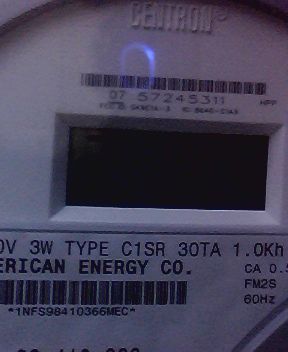 CENTRON
07 57245311 HPP
0V 3W TYPE C1SR 30TA 1.0Kh
ERICAN ENERGY CO. CA 0.5
FM2S
60Hz
*1NFS98410366MEC*